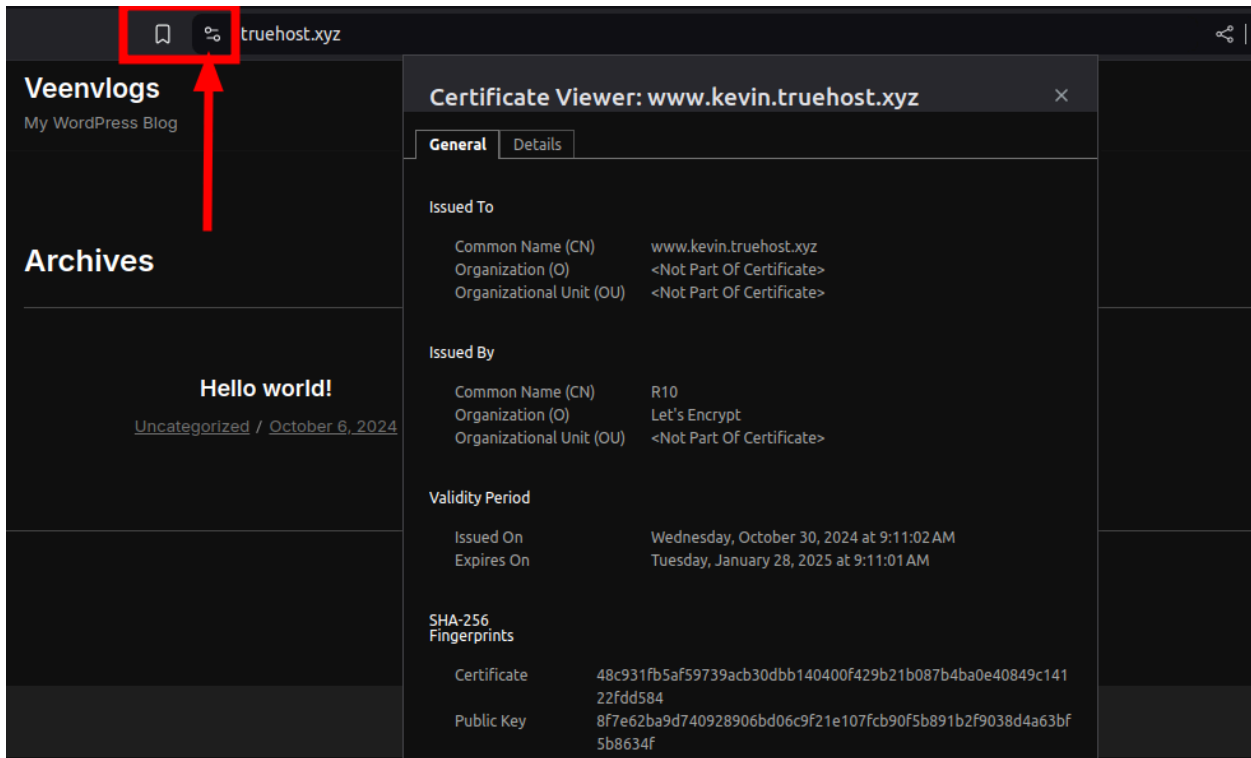 truehost.xyz
Veenvlogs
My WordPress Blog
Archives
Hello world!
Uncategorized / October 6, 2024
Certificate Viewer: www.kevin.truehost.xyz
General Details
Issued To
Common Name (CN) www.kevin.truehost.xyz
Organization (O) <Not Part Of Certificate>
Organizational Unit (OU) <Not Part Of Certificate>
Issued By
Common Name (CN) R10
Organization (O) Let's Encrypt
Organizational Unit (OU) <Not Part Of Certificate>
Validity Period
Issued On Wednesday, October 30, 2024 at 9:11:02 AM
Expires On Tuesday, January 28, 2025 at 9:11:01 AM
SHA-256
Fingerprints
Certificate 48c931fb5af59739acb30dbb140400f429b21b087b4ba0e40849c141
22fdd584
Public Key 8f7e62ba9d740928906bd06c9f21e107fcb90f5b891b2f9038d4a63bf
5b8634f